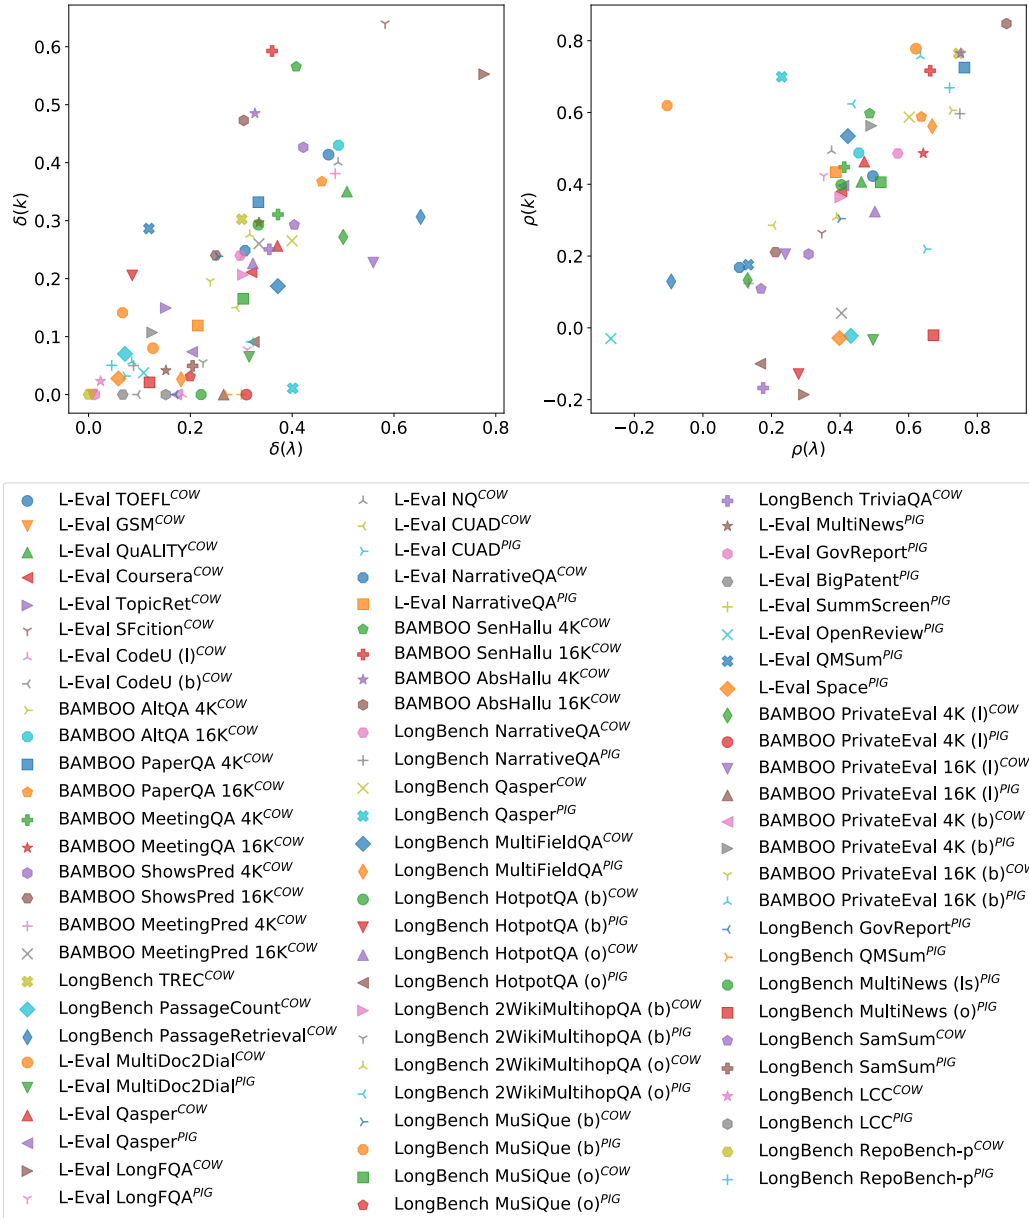 δ(k)
0.6
0.5
0.4
0.3
0.2
0.1
0.0
0.0 0.2 0.4 0.6 0.8
δ(λ)
ρ(k)
0.8
0.6
0.4
0.2
0.0
−0.2
−0.2 0.0 0.2 0.4 0.6 0.8
ρ(λ)
L-Eval TOEFL^COW
L-Eval GSM^COW
L-Eval QuALITY^COW
L-Eval Coursera^COW
L-Eval TopicRet^COW
L-Eval SFcition^COW
L-Eval CodeU (l)^COW
L-Eval CodeU (b)^COW
BAMBOO AltQA 4K^COW
BAMBOO AltQA 16K^COW
BAMBOO PaperQA 4K^COW
BAMBOO PaperQA 16K^COW
BAMBOO MeetingQA 4K^COW
BAMBOO MeetingQA 16K^COW
BAMBOO ShowsPred 4K^COW
BAMBOO ShowsPred 16K^COW
BAMBOO MeetingPred 4K^COW
BAMBOO MeetingPred 16K^COW
LongBench TREC^COW
LongBench PassageCount^COW
LongBench PassageRetrieval^COW
L-Eval MultiDoc2Dial^COW
L-Eval MultiDoc2Dial^PIG
L-Eval Qasper^COW
L-Eval Qasper^PIG
L-Eval LongFQA^COW
L-Eval LongFQA^PIG
L-Eval NQ^COW
L-Eval CUAD^COW
L-Eval CUAD^PIG
L-Eval NarrativeQA^COW
L-Eval NarrativeQA^PIG
BAMBOO SenHallu 4K^COW
BAMBOO SenHallu 16K^COW
BAMBOO AbsHallu 4K^COW
BAMBOO AbsHallu 16K^COW
LongBench NarrativeQA^COW
LongBench NarrativeQA^PIG
LongBench Qasper^COW
LongBench Qasper^PIG
LongBench MultiFieldQA^COW
LongBench MultiFieldQA^PIG
LongBench HotpotQA (b)^COW
LongBench HotpotQA (b)^PIG
LongBench HotpotQA (o)^COW
LongBench HotpotQA (o)^PIG
LongBench 2WikiMultihopQA (b)^COW
LongBench 2WikiMultihopQA (b)^PIG
LongBench 2WikiMultihopQA (o)^COW
LongBench 2WikiMultihopQA (o)^PIG
LongBench MuSiQue (b)^COW
LongBench MuSiQue (b)^PIG
LongBench MuSiQue (o)^COW
LongBench MuSiQue (o)^PIG
LongBench TriviaQA^COW
L-Eval MultiNews^PIG
L-Eval GovReport^PIG
L-Eval BigPatent^PIG
L-Eval SummScreen^PIG
L-Eval OpenReview^PIG
L-Eval QMSum^PIG
L-Eval Space^PIG
BAMBOO PrivateEval 4K (l)^COW
BAMBOO PrivateEval 4K (l)^PIG
BAMBOO PrivateEval 16K (l)^COW
BAMBOO PrivateEval 16K (l)^PIG
BAMBOO PrivateEval 4K (b)^COW
BAMBOO PrivateEval 4K (b)^PIG
BAMBOO PrivateEval 16K (b)^COW
BAMBOO PrivateEval 16K (b)^PIG
LongBench GovReport^PIG
LongBench QMSum^PIG
LongBench MultiNews (ls)^PIG
LongBench MultiNews (o)^PIG
LongBench SamSum^COW
LongBench SamSum^PIG
LongBench LCC^COW
LongBench LCC^PIG
LongBench RepoBench-p^COW
LongBench RepoBench-p^PIG